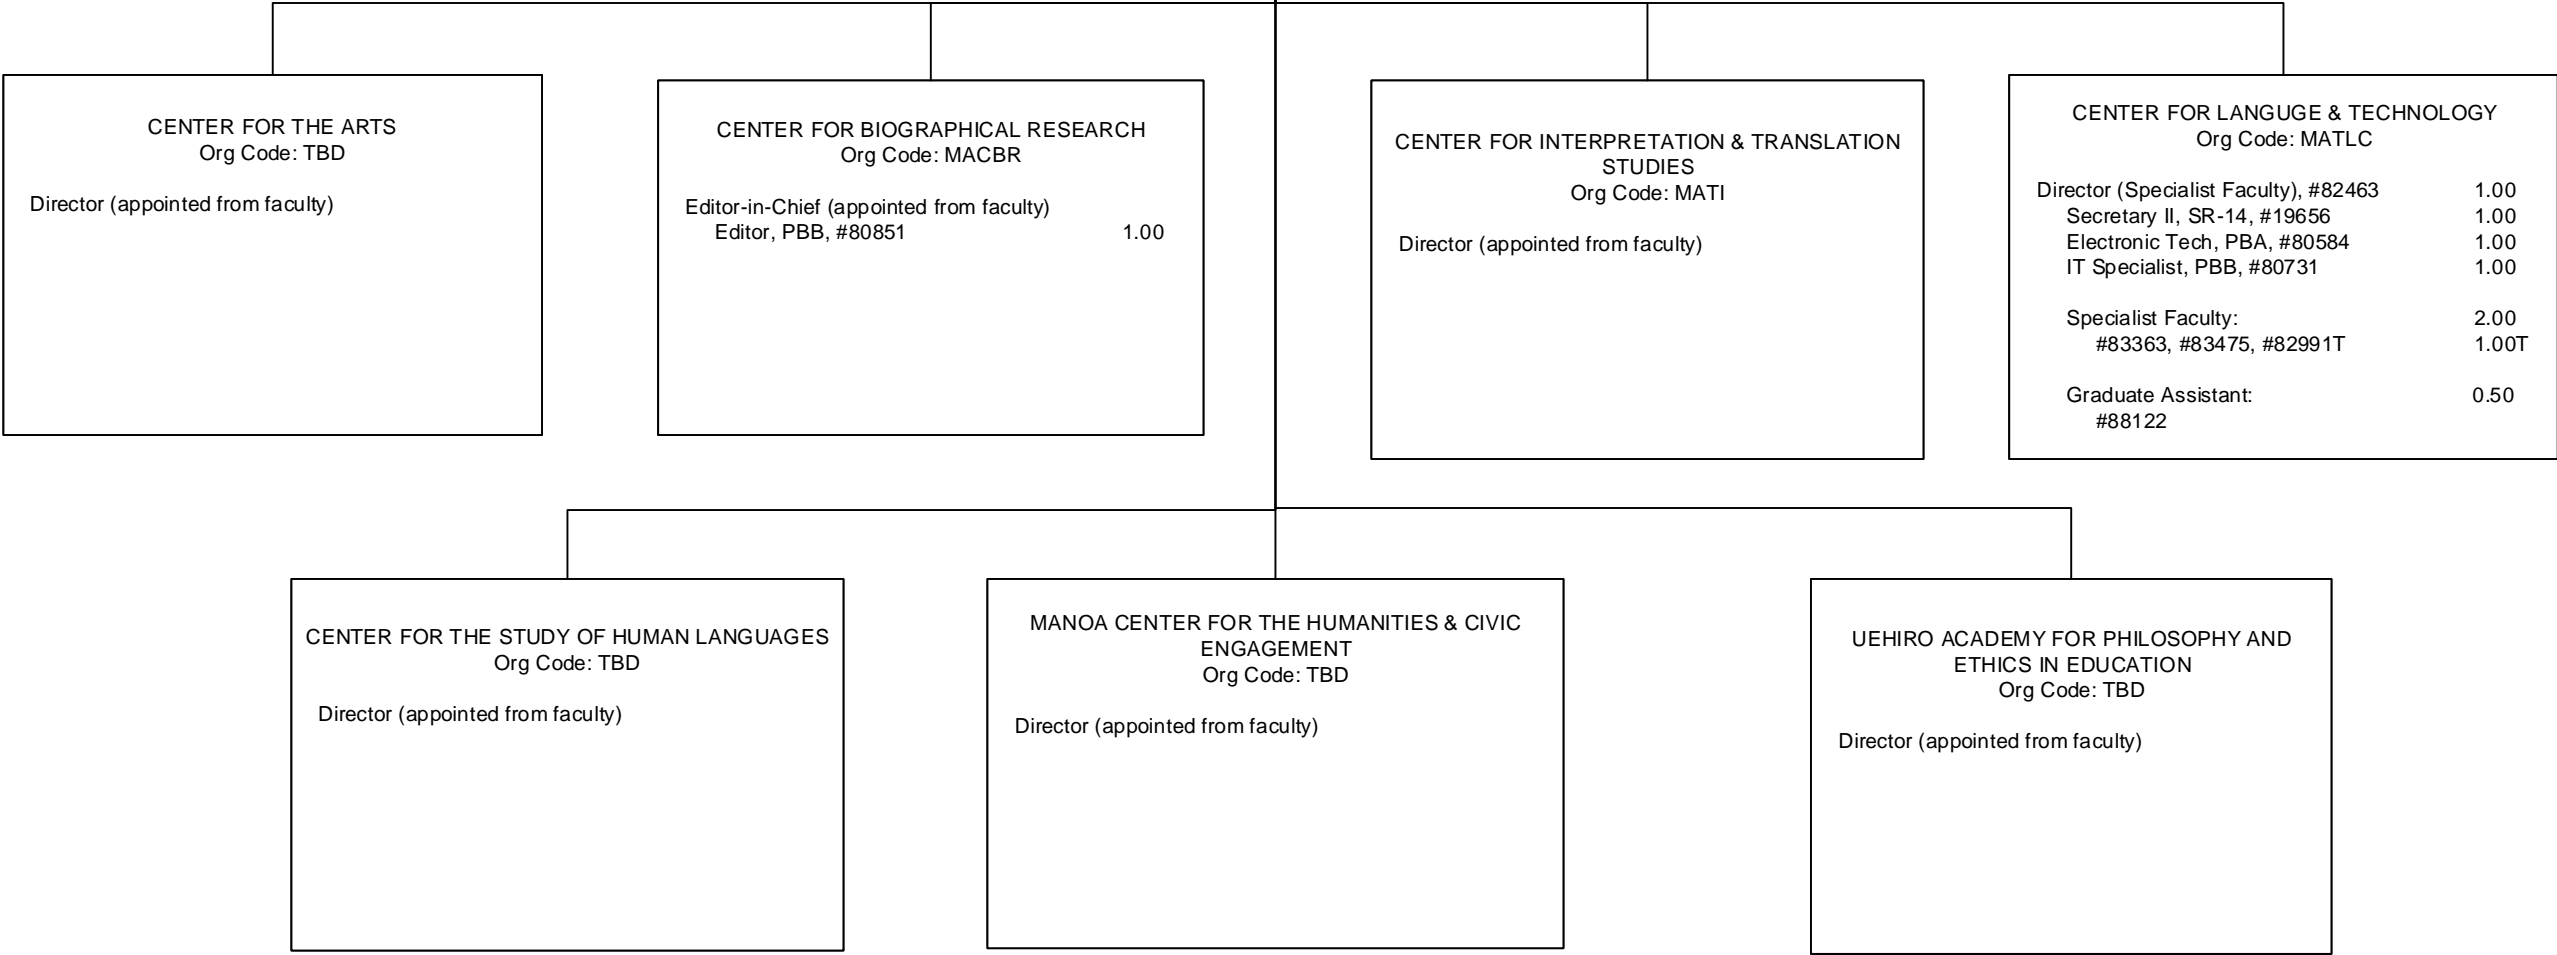 CENTER FOR THE ARTS
Org Code: TBD
Director (appointed from faculty)
CENTER FOR BIOGRAPHICAL RESEARCH
Org Code: MACBR
Editor-in-Chief (appointed from faculty)
Editor, PBB, #80851 1.00
CENTER FOR INTERPRETATION & TRANSLATION
STUDIES
Org Code: MATI
Director (appointed from faculty)
CENTER FOR LANGUGE & TECHNOLOGY
Org Code: MATLC
Director (Specialist Faculty), #82463 1.00
Secretary II, SR-14, #19656 1.00
Electronic Tech, PBA, #80584 1.00
IT Specialist, PBB, #80731 1.00
Specialist Faculty: 2.00
#83363, #83475, #82991T 1.00T
Graduate Assistant: 0.50
#88122
CENTER FOR THE STUDY OF HUMAN LANGUAGES
Org Code: TBD
Director (appointed from faculty)
MANOA CENTER FOR THE HUMANITIES & CIVIC
ENGAGEMENT
Org Code: TBD
Director (appointed from faculty)
UEHIRO ACADEMY FOR PHILOSOPHY AND
ETHICS IN EDUCATION
Org Code: TBD
Director (appointed from faculty)